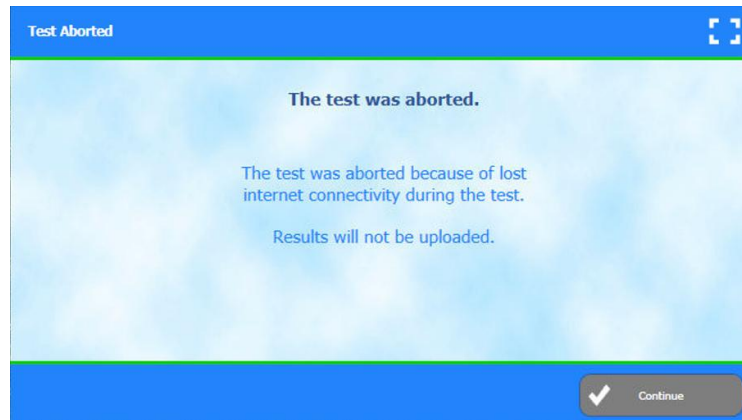 Test Aborted
The test was aborted.
The test was aborted because of lost
internet connectivity during the test.
Results will not be uploaded.
Continue